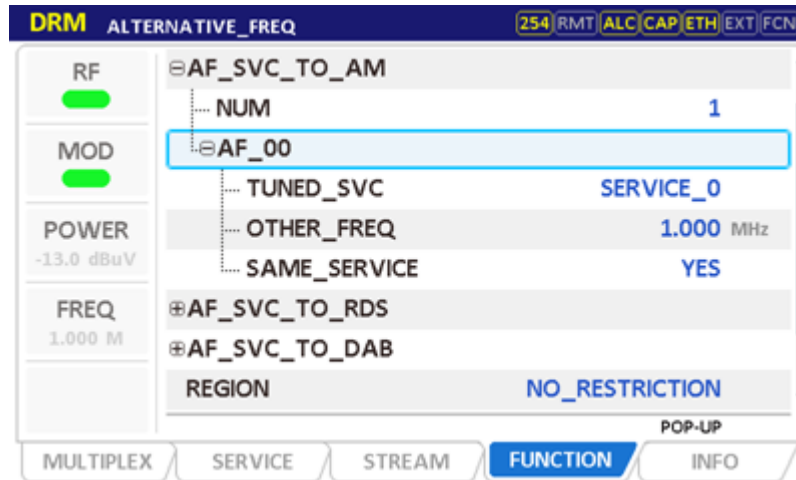 DRM ALTERNATIVE_FREQ 254 RMT ALC CAP ETH EXT FCN
RF
MOD
POWER
-13.0 dBuV
FREQ
1.000 M
AF_SVC_TO_AM
NUM 1
AF_00
TUNED_SVC SERVICE_0
OTHER_FREQ 1.000 MHz
SAME_SERVICE YES
AF_SVC_TO_RDS
AF_SVC_TO_DAB
REGION NO_RESTRICTION
POP-UP
MULTIPLEX SERVICE STREAM FUNCTION INFO